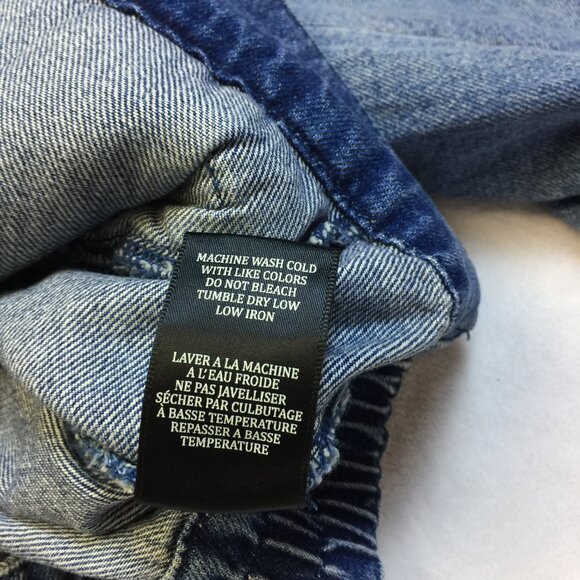 MACHINE WASH COLD
WITH LIKE COLORS
DO NOT BLEACH
TUMBLE DRY LOW
LOW IRON
LAVER A LA MACHINE
A L'EAU FROIDE
NE PAS JAVELLISER
SÉCHER PAR CULBUTAGE
À BASSE TEMPERATURE
REPASSER A BASSE
TEMPERATURE